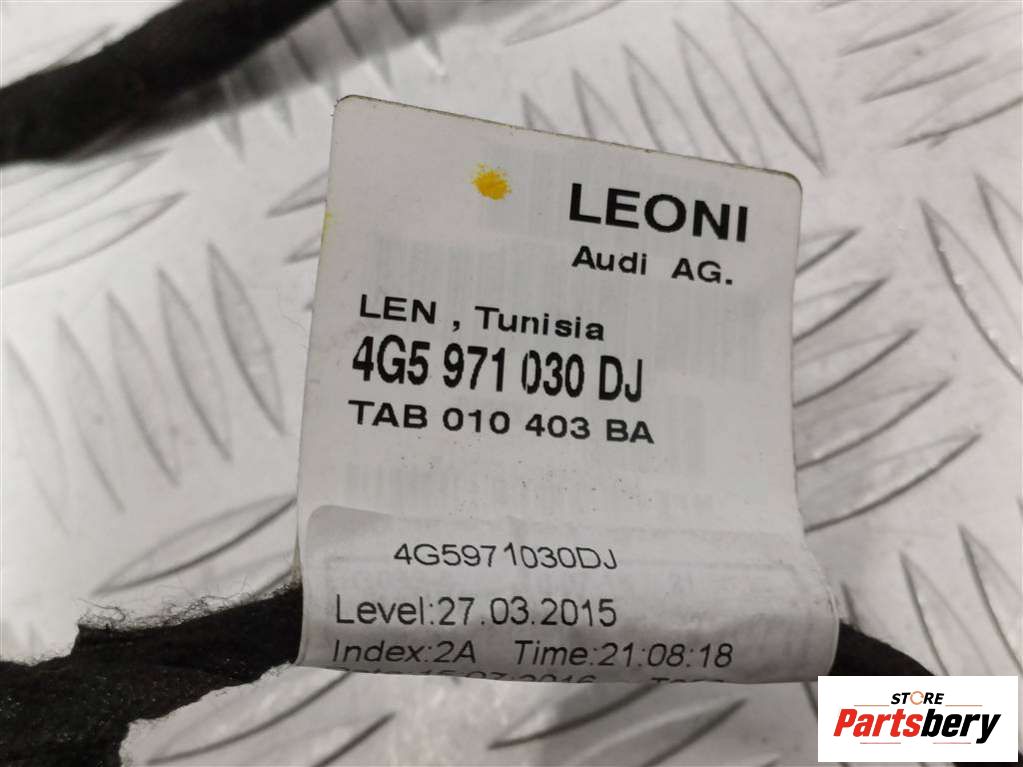 LEONI
Audi AG.
LEN , Tunisia
4G5 971 030 DJ
TAB 010 403 BA
4G5971030DJ
Level:27.03.2015
Index:2A Time:21:08:18
STORE
Partsbery